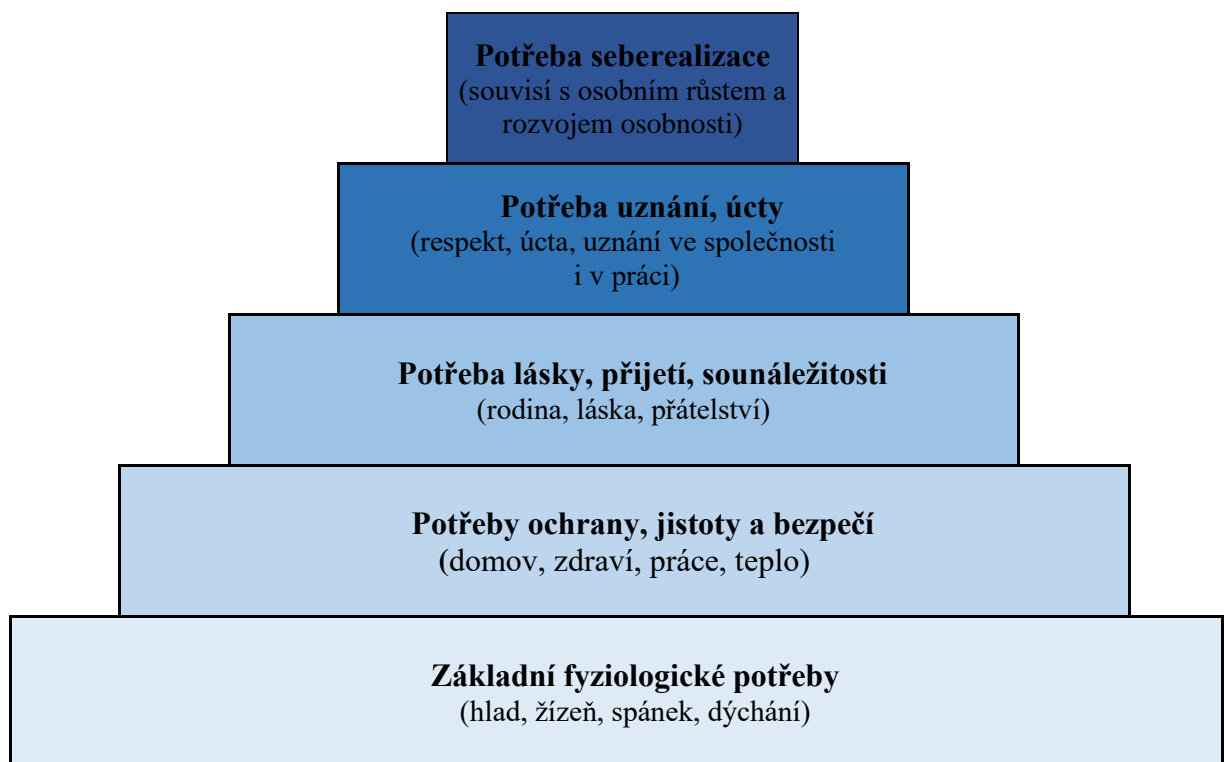 Potřeba seberealizace
(souvisí s osobním růstem a
rozvojem osobnosti)
Potřeba uznání, úcty
(respekt, úcta, uznání ve společnosti
i v práci)
Potřeba lásky, přijetí, sounáležitosti
(rodina, láska, přátelství)
Potřeby ochrany, jistoty a bezpečí
(domov, zdraví, práce, teplo)
Základní fyziologické potřeby
(hlad, žízeň, spánek, dýchání)